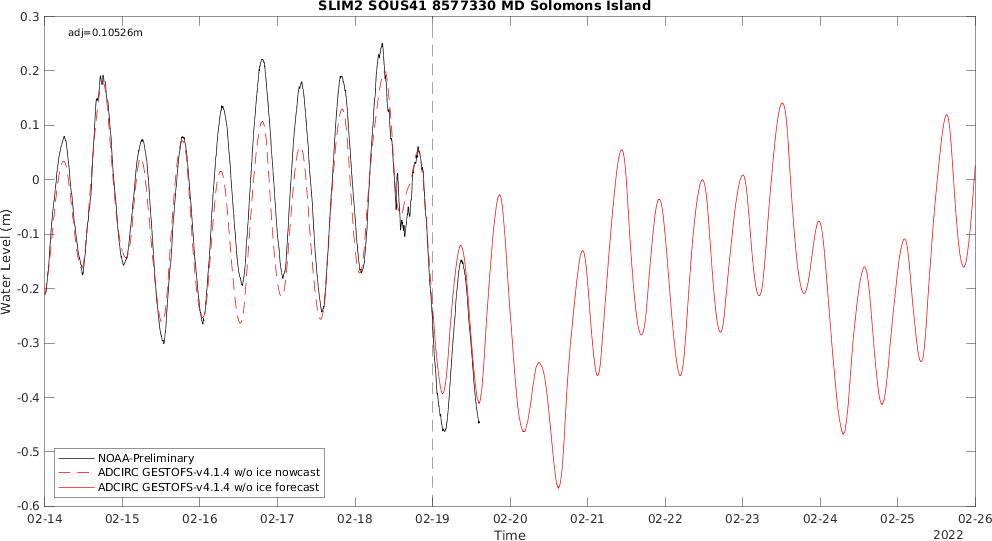 SLIM2 SOUS41 8577330 MD Solomons Island
adj=0.10526m
0.3
0.2
0.1
0
-0.1
-0.2
-0.3
-0.4
-0.5
-0.6
Water Level (m)
NOAA-Preliminary
ADCIRC GESTOFS-v4.1.4 w/o ice nowcast
ADCIRC GESTOFS-v4.1.4 w/o ice forecast
02-14 02-15 02-16 02-17 02-18 02-19 02-20 02-21 02-22 02-23 02-24 02-25 02-26
Time
2022